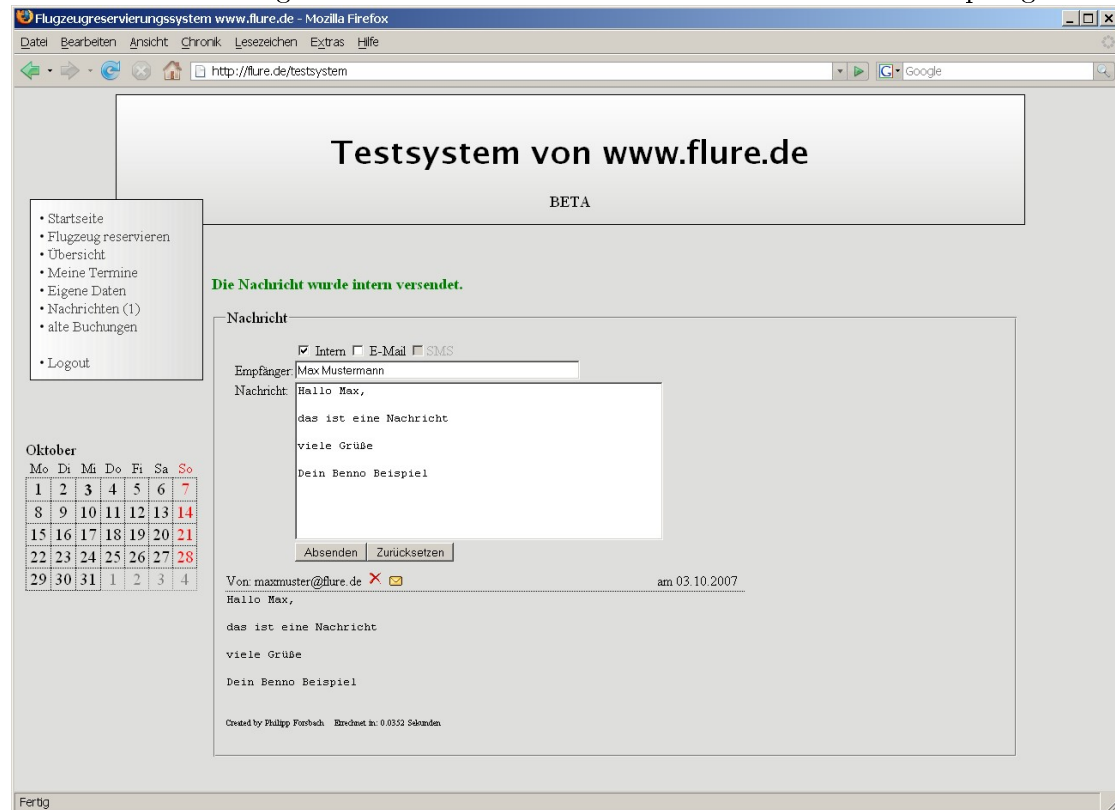 Flugzeugreservierungssystem www.flure.de - Mozilla Firefox
Datei Bearbeiten Ansicht Chronik Lesezeichen Extras Hilfe
http://flure.de/testsystem
G Google
Testsystem von www.flure.de
BETA
• Startseite
• Flugzeug reservieren
• Übersicht
• Meine Termine
• Eigene Daten
• Nachrichten (1)
• alte Buchungen
• Logout
Oktober
Mo Di Mi Do Fi Sa So
1 2 3 4 5 6 7
8 9 10 11 12 13 14
15 16 17 18 19 20 21
22 23 24 25 26 27 28
29 30 31 1 2 3 4
Die Nachricht wurde intern versendet.
Nachricht
Intern E-Mail SMS
Empfänger: Max Mustermann
Nachricht: Hallo Max,
das ist eine Nachricht
viele Grüße
Dein Benno Beispiel
Absenden Zurücksetzen
Von: maxmuster@flure.de am 03.10.2007
Hallo Max,
das ist eine Nachricht
viele Grüße
Dein Benno Beispiel
Created by Philipp Forsbach Errechnet in: 0.0352 Sekunden
Fertig